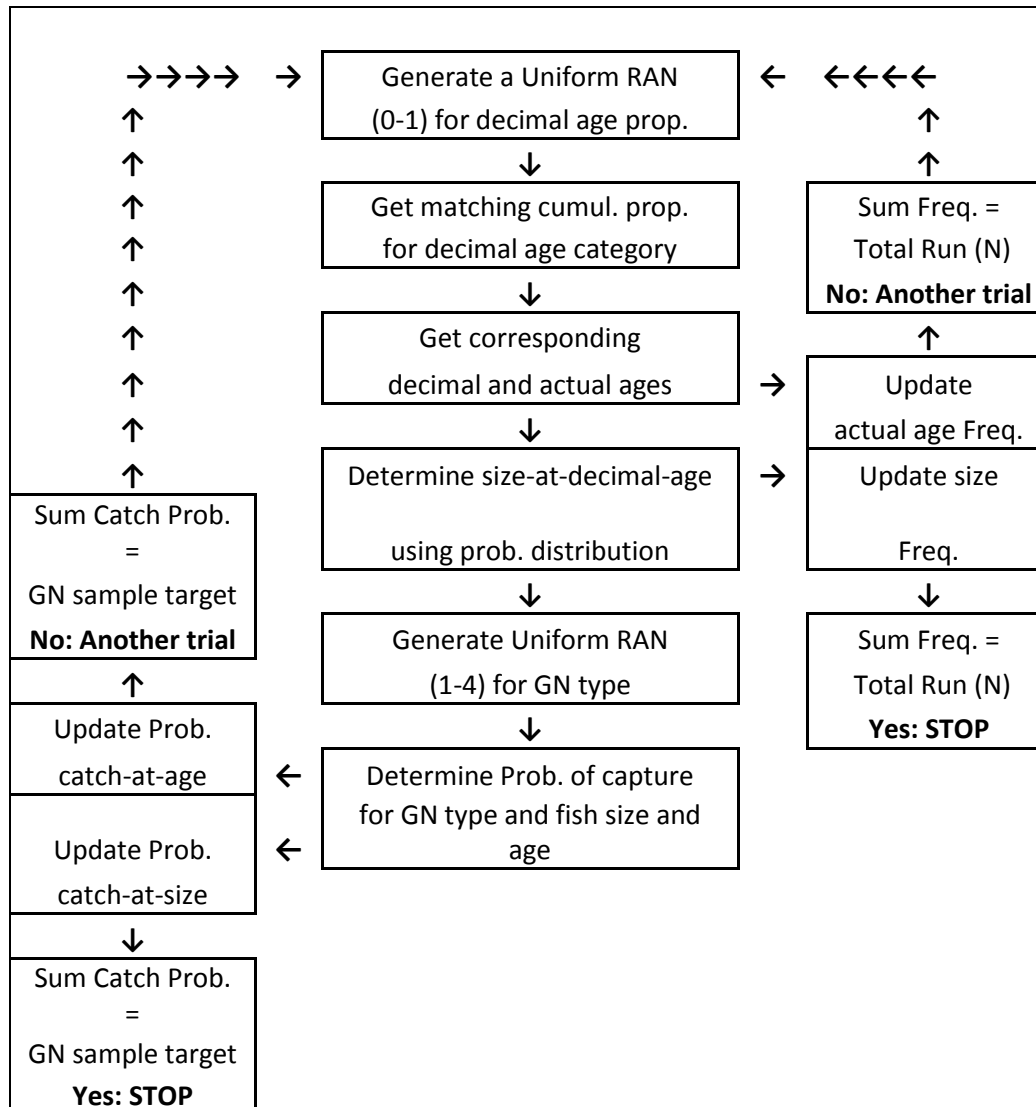 Generate a Uniform RAN
(0-1) for decimal age prop.
Get matching cumul. prop.
for decimal age category
Get corresponding
decimal and actual ages
Determine size-at-decimal-age
using prob. distribution
Generate Uniform RAN
(1-4) for GN type
Determine Prob. of capture
for GN type and fish size and
age
Sum Freq. =
Total Run (N)
No: Another trial
Update
actual age Freq.
Update size
Freq.
Sum Freq. =
Total Run (N)
Yes: STOP
Sum Catch Prob.
=
GN sample target
No: Another trial
Update Prob.
catch-at-age
Update Prob.
catch-at-size
Sum Catch Prob.
=
GN sample target
Yes: STOP